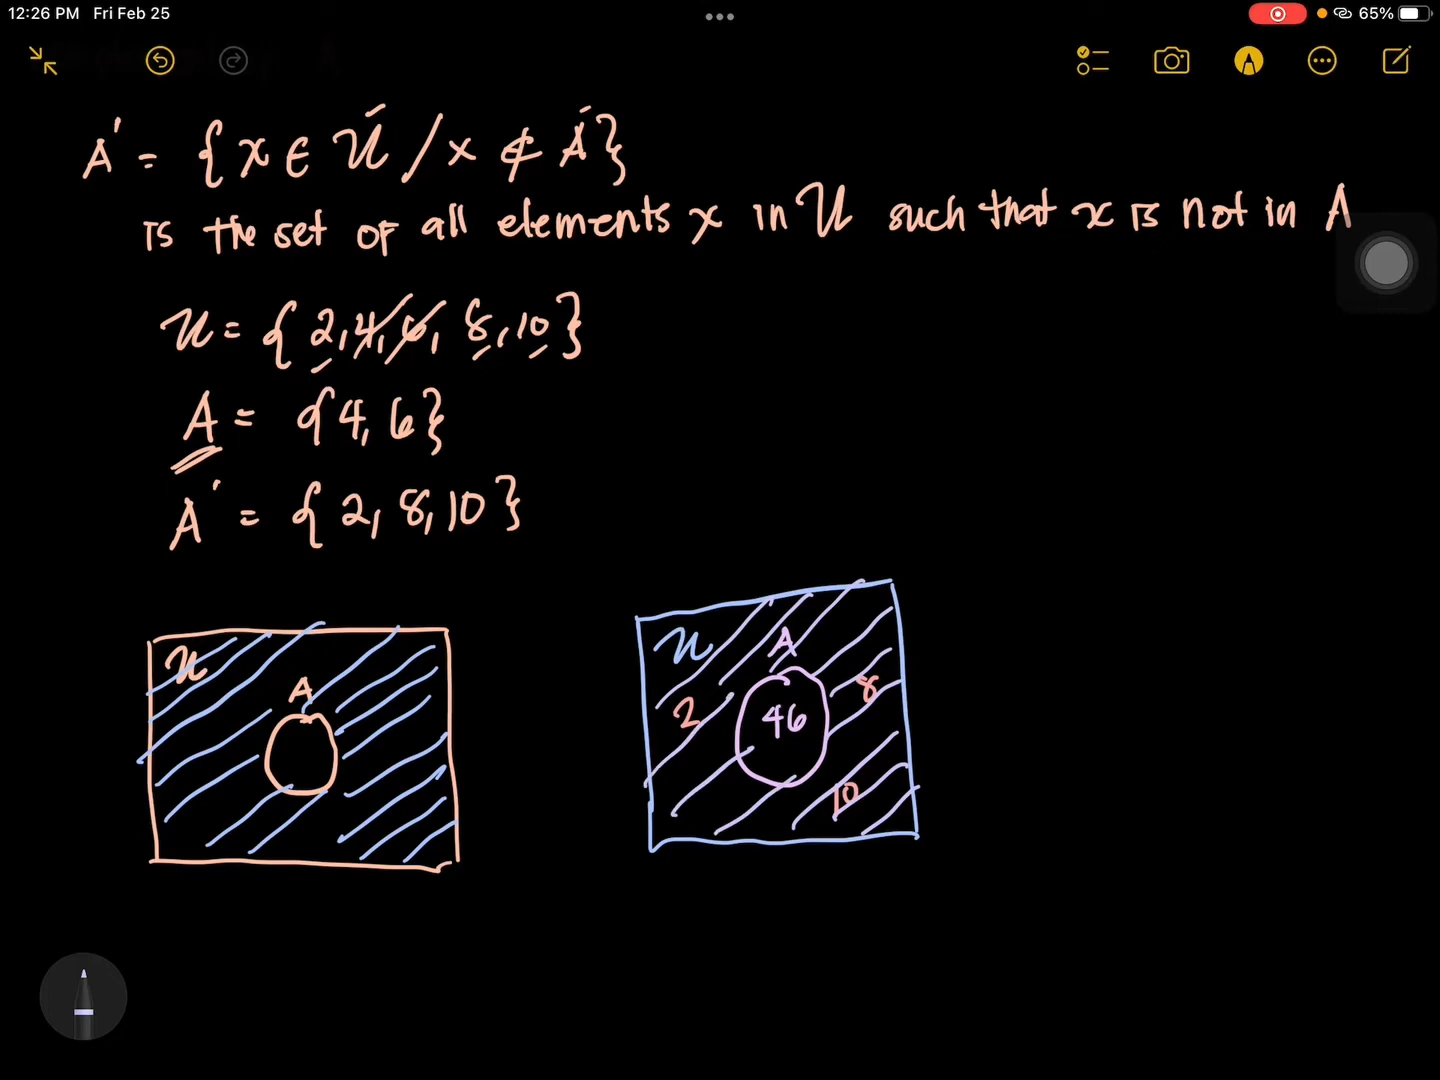 12:26 PM Fri Feb 25
65%
A' = {x ∈ U / x ∉ A}
is the set of all elements x in U such that x is not in A
U = {2, 4, 6, 8, 10}
A = {4, 6}
A' = {2, 8, 10}
U
A
U
A
2
46
8
10